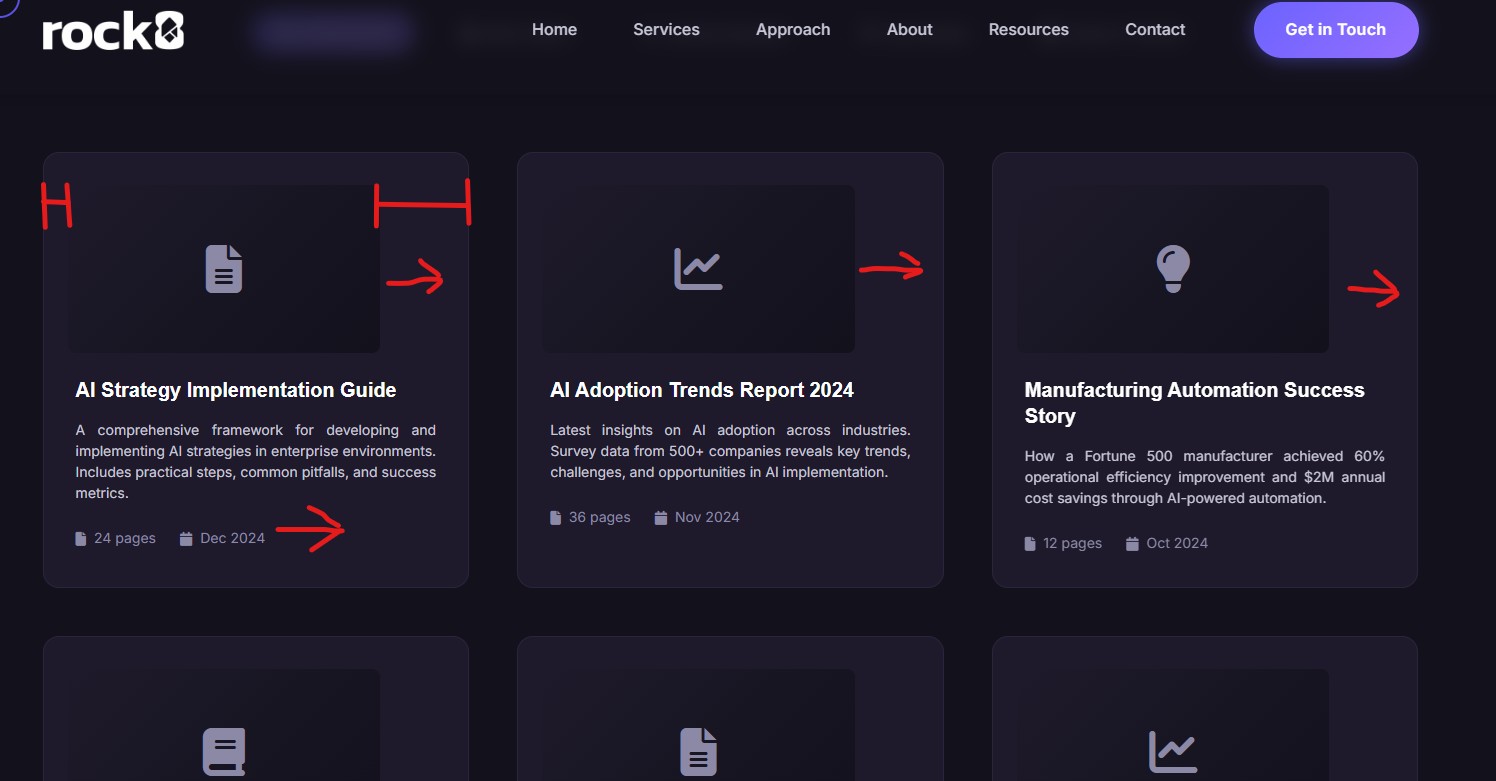 rock8
Home Services Approach About Resources Contact Get in Touch
AI Strategy Implementation Guide
A comprehensive framework for developing and
implementing AI strategies in enterprise environments.
Includes practical steps, common pitfalls, and success
metrics.
24 pages Dec 2024
AI Adoption Trends Report 2024
Latest insights on AI adoption across industries.
Survey data from 500+ companies reveals key trends,
challenges, and opportunities in AI implementation.
36 pages Nov 2024
Manufacturing Automation Success
Story
How a Fortune 500 manufacturer achieved 60%
operational efficiency improvement and $2M annual
cost savings through AI-powered automation.
12 pages Oct 2024